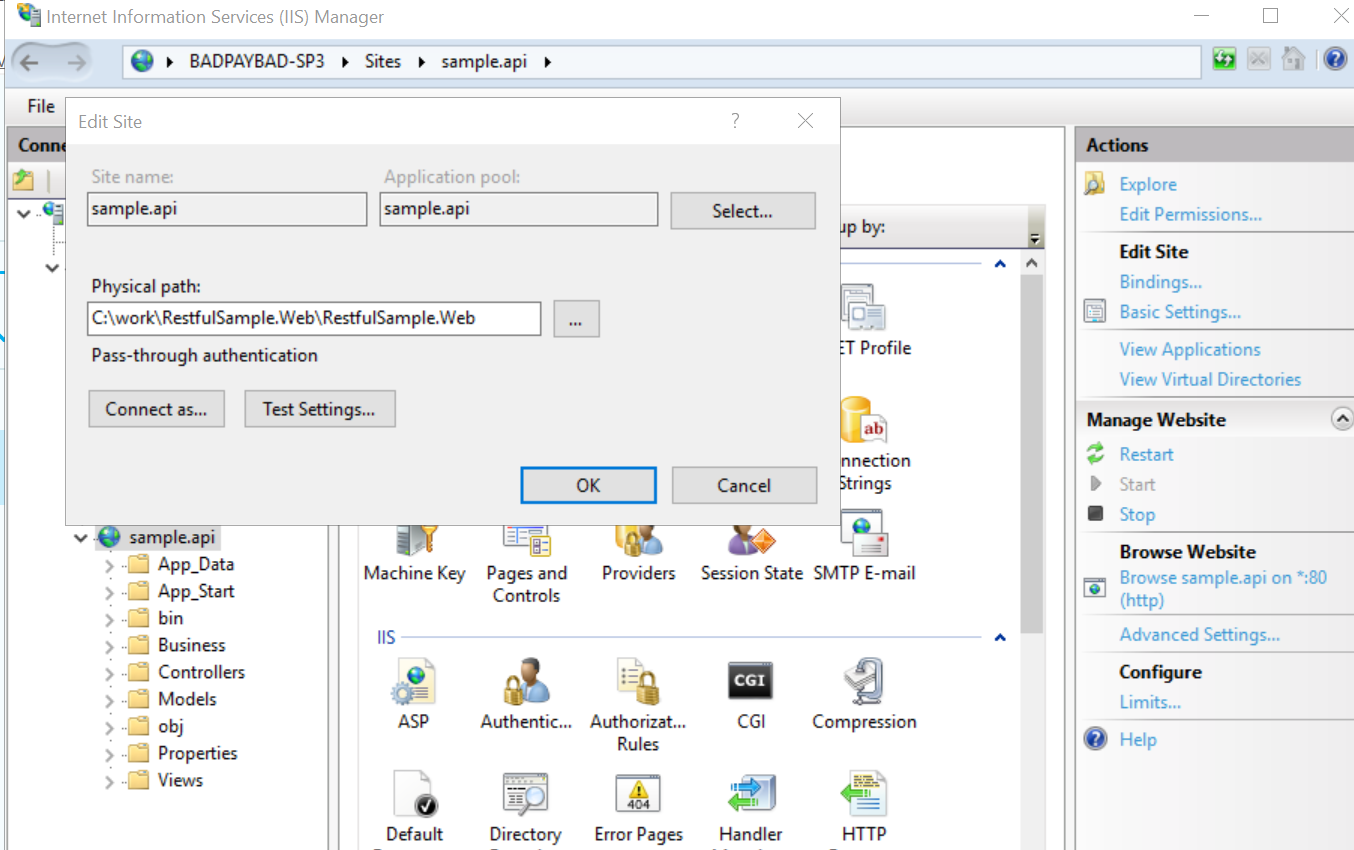 Internet Information Services (IIS) Manager
BADPAYBAD-SP3 Sites sample.api
File
Edit Site
Site name: Application pool:
sample.api sample.api Select...
Physical path:
C:\work\RestfulSample.Web\RestfulSample.Web ...
Pass-through authentication
Connect as... Test Settings...
OK Cancel
Conne
sample.api
App_Data
App_Start
bin
Business
Controllers
Models
obj
Properties
Views
up by:
ET Profile
nnection
Strings
Machine Key
Pages and
Controls
Providers
Session State
SMTP E-mail
IIS
ASP
Authentic...
Authorizat...
Rules
CGI
Compression
Default
Directory
404
Error Pages
Handler
HTTP
Actions
Explore
Edit Permissions...
Edit Site
Bindings...
Basic Settings...
View Applications
View Virtual Directories
Manage Website
Restart
Start
Stop
Browse Website
Browse sample.api on *:80
(http)
Advanced Settings...
Configure
Limits...
Help